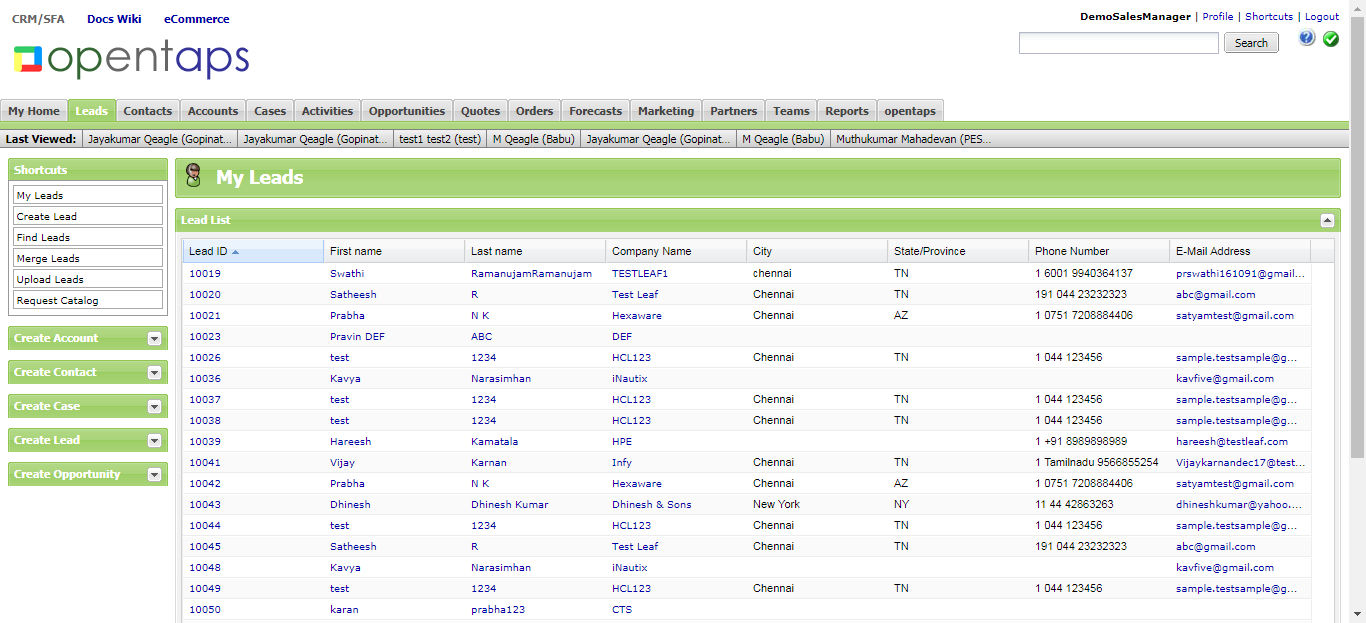 CRM/SFA Docs Wiki eCommerce
DemoSalesManager | Profile | Shortcuts | Logout
opentaps
Search
My Home Leads Contacts Accounts Cases Activities Opportunities Quotes Orders Forecasts Marketing Partners Teams Reports opentaps
Last Viewed: Jayakumar Qeagle (Gopinat... Jayakumar Qeagle (Gopinat... test1 test2 (test) M Qeagle (Babu) Jayakumar Qeagle (Gopinat... M Qeagle (Babu) Muthukumar Mahadevan (PES...
Shortcuts
My Leads
Create Lead
Find Leads
Merge Leads
Upload Leads
Request Catalog
Create Account
Create Contact
Create Case
Create Lead
Create Opportunity
My Leads
Lead List
Lead ID First name Last name Company Name City State/Province Phone Number E-Mail Address
10019 Swathi RamanujamRamanujam TESTLEAF1 chennai TN 1 6001 9940364137 prswathi161091@gmail...
10020 Satheesh R Test Leaf Chennai TN 191 044 23232323 abc@gmail.com
10021 Prabha N K Hexaware Chennai AZ 1 0751 7208884406 satyamtest@gmail.com
10023 Pravin DEF ABC DEF
10026 test 1234 HCL123 Chennai TN 1 044 123456 sample.testsample@g...
10036 Kavya Narasimhan iNautix kavfive@gmail.com
10037 test 1234 HCL123 Chennai TN 1 044 123456 sample.testsample@g...
10038 test 1234 HCL123 Chennai TN 1 044 123456 sample.testsample@g...
10039 Hareesh Kamatala HPE 1 +91 8989898989 hareesh@testleaf.com
10041 Vijay Karnan Infy Chennai TN 1 Tamilnadu 9566855254 Vijaykarnandec17@test...
10042 Prabha N K Hexaware Chennai AZ 1 0751 7208884406 satyamtest@gmail.com
10043 Dhinesh Dhinesh Kumar Dhinesh & Sons New York NY 11 44 42863263 dhineshkumar@yahoo....
10044 test 1234 HCL123 Chennai TN 1 044 123456 sample.testsample@g...
10045 Satheesh R Test Leaf Chennai TN 191 044 23232323 abc@gmail.com
10048 Kavya Narasimhan iNautix kavfive@gmail.com
10049 test 1234 HCL123 Chennai TN 1 044 123456 sample.testsample@g...
10050 karan prabha123 CTS